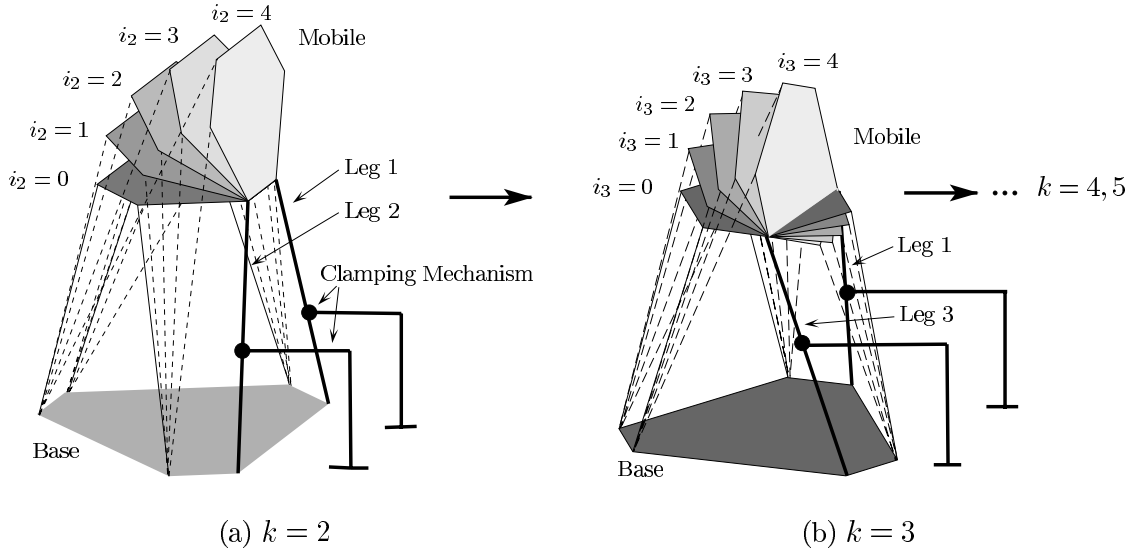 i₂ = 4
i₂ = 3
Mobile
i₂ = 2
i₂ = 1
i₂ = 0
Leg 1
Leg 2
Clamping Mechanism
Base
(a) k = 2
i₃ = 4
i₃ = 3
i₃ = 2
Mobile
i₃ = 1
i₃ = 0
... k = 4, 5
Leg 1
Leg 3
Base
(b) k = 3